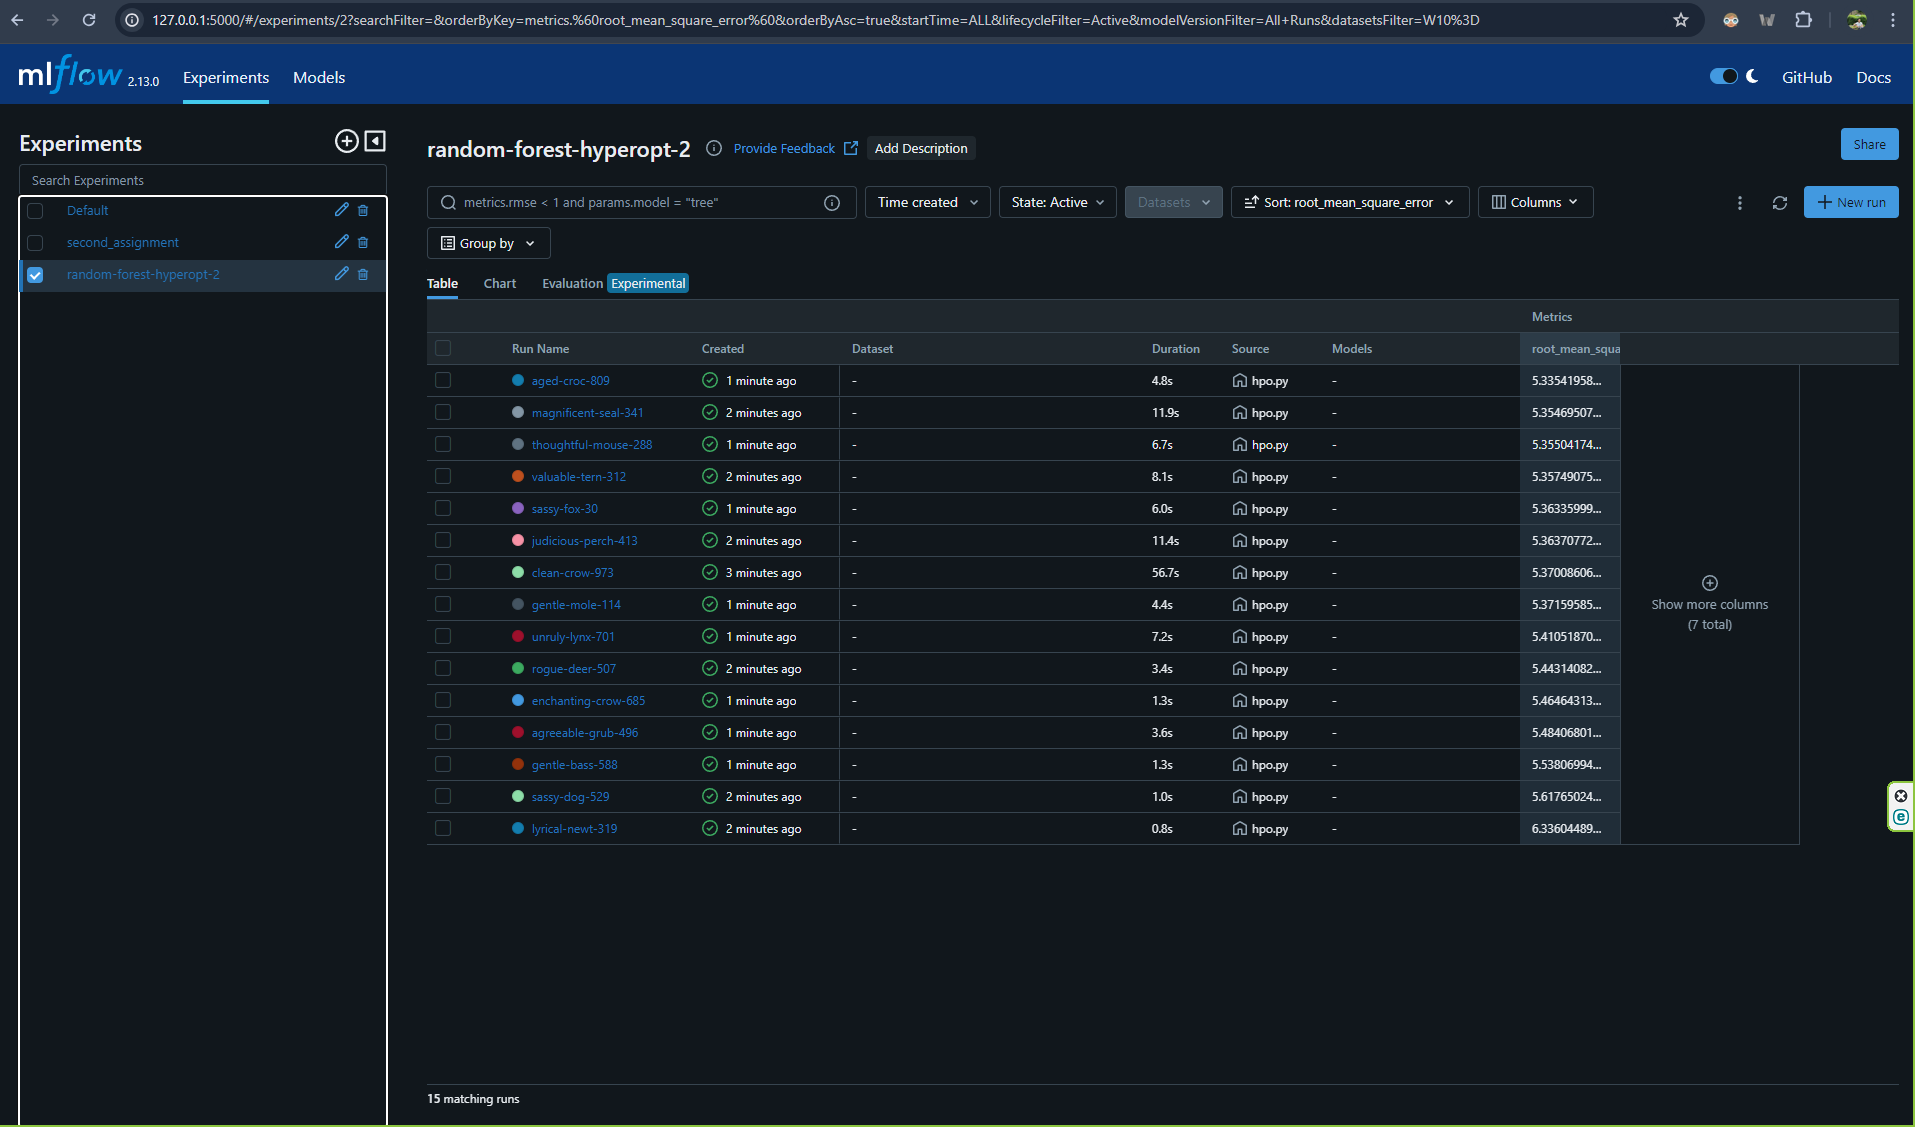 127.0.0.1:5000/#/experiments/2?searchFilter=&orderByKey=metrics.%60root_mean_square_error%60&orderByAsc=true&startTime=ALL&lifecycleFilter=Active&modelVersionFilter=All+Runs&datasetsFilter=W10%3D
mlflow 2.13.0 Experiments Models GitHub Docs
Experiments
Search Experiments
Default
second_assignment
random-forest-hyperopt-2
random-forest-hyperopt-2 Provide Feedback Add Description Share
metrics.rmse < 1 and params.model = "tree" Time created State: Active Datasets Sort: root_mean_square_error Columns New run
Group by
Table Chart Evaluation Experimental
Metrics
Run Name Created Dataset Duration Source Models root_mean_squa
aged-croc-809 1 minute ago - 4.8s hpo.py - 5.33541958...
magnificent-seal-341 2 minutes ago - 11.9s hpo.py - 5.35469507...
thoughtful-mouse-288 1 minute ago - 6.7s hpo.py - 5.35504174...
valuable-tern-312 2 minutes ago - 8.1s hpo.py - 5.35749075...
sassy-fox-30 1 minute ago - 6.0s hpo.py - 5.36335999...
judicious-perch-413 2 minutes ago - 11.4s hpo.py - 5.36370772...
clean-crow-973 3 minutes ago - 56.7s hpo.py - 5.37008606...
gentle-mole-114 1 minute ago - 4.4s hpo.py - 5.37159585...
unruly-lynx-701 1 minute ago - 7.2s hpo.py - 5.41051870...
rogue-deer-507 2 minutes ago - 3.4s hpo.py - 5.44314082...
enchanting-crow-685 1 minute ago - 1.3s hpo.py - 5.46464313...
agreeable-grub-496 1 minute ago - 3.6s hpo.py - 5.48406801...
gentle-bass-588 1 minute ago - 1.3s hpo.py - 5.53806994...
sassy-dog-529 2 minutes ago - 1.0s hpo.py - 5.61765024...
lyrical-newt-319 2 minutes ago - 0.8s hpo.py - 6.33604489...
Show more columns
(7 total)
15 matching runs